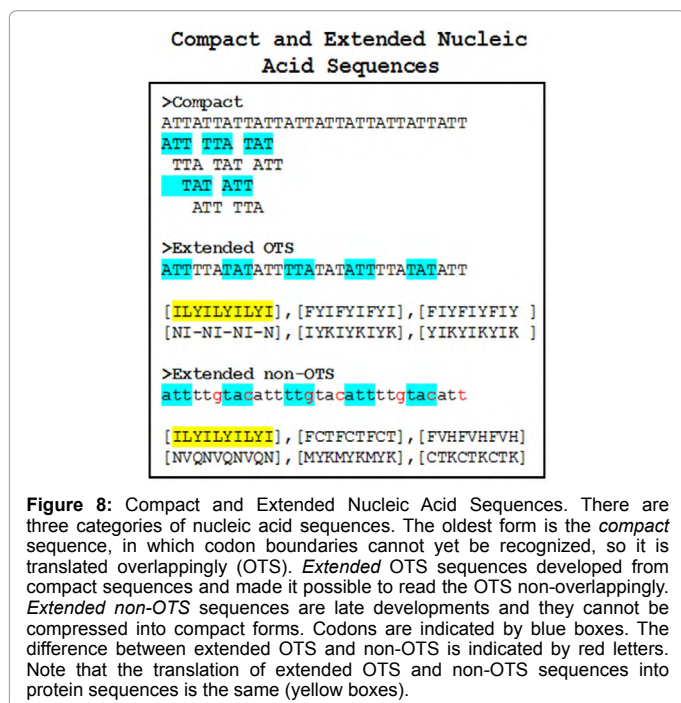 Compact and Extended Nucleic
Acid Sequences
>Compact
ATTATTATTATTATTATTATTATTATTATT
ATT TTA TAT
TTA TAT ATT
TAT ATT
ATT TTA
>Extended OTS
ATTTTATATATTTTATATATTTTATATATT
[ILYILYILYI],[FYIFYIFYI],[FIYFIYFIY ]
[NI-NI-NI-N],[IYKIYKIYK],[YIKYIKYIK ]
>Extended non-OTS
attttgtacattttgtacattttgtacatt
[ILYILYILYI],[FCTFCTFCT],[FVHFVHFVH]
[NVQNVQNVQN],[MYKMYKMYK],[CTKCTKCTK]
Figure 8: Compact and Extended Nucleic Acid Sequences. There are
three categories of nucleic acid sequences. The oldest form is the compact
sequence, in which codon boundaries cannot yet be recognized, so it is
translated overlappingly (OTS). Extended OTS sequences developed from
compact sequences and made it possible to read the OTS non-overlappingly.
Extended non-OTS sequences are late developments and they cannot be
compressed into compact forms. Codons are indicated by blue boxes. The
difference between extended OTS and non-OTS is indicated by red letters.
Note that the translation of extended OTS and non-OTS sequences into
protein sequences is the same (yellow boxes).